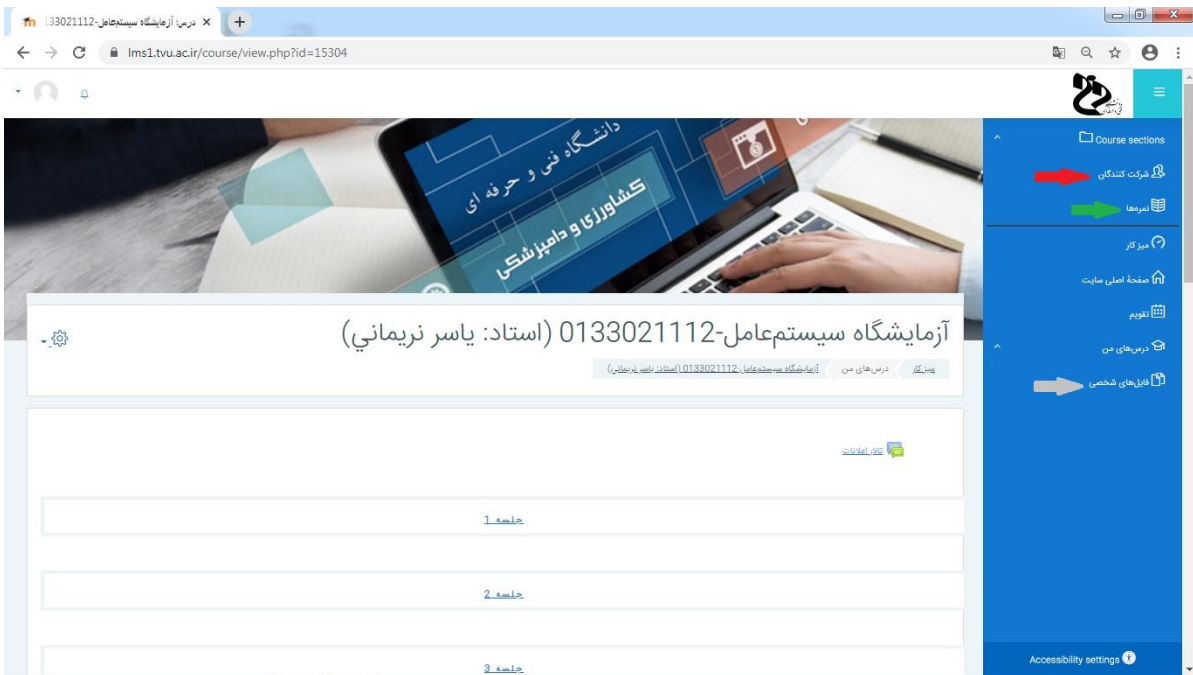 درس: آزمایشگاه سیستم‌عامل-133021112
lms1.tvu.ac.ir/course/view.php?id=15304
Course sections
شرکت کنندگان
نمره‌ها
میز کار
صفحهٔ اصلی سایت
تقویم
درس‌های من
فایل‌های شخصی
Accessibility settings
دانشگاه فنی و حرفه ای
کشاورزی و دامپزشکی
آزمایشگاه سیستم‌عامل-0133021112 (استاد: یاسر نریماني)
میز کار
درس‌های من
آزمایشگاه سیستم‌عامل-0133021112 (استاد: یاسر نریماني)
تالار اعلانات
جلسه 1
جلسه 2
جلسه 3